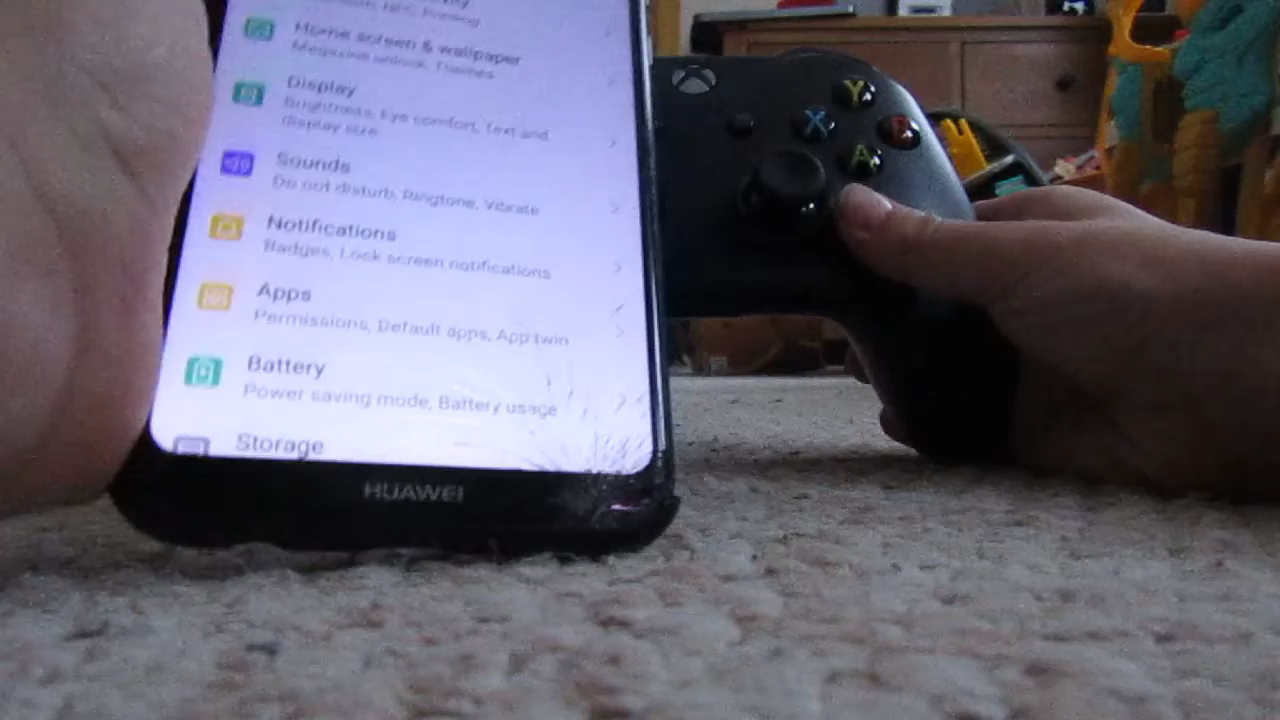 NFC, Printing
Home screen & wallpaper
Magazine unlock, Themes
Display
Brightness, Eye comfort, Text and
display size
Sounds
Do not disturb, Ringtone, Vibrate
Notifications
Badges, Lock screen notifications
Apps
Permissions, Default apps, App twin
Battery
Power saving mode, Battery usage
Storage
HUAWEI
Y
X
B
A